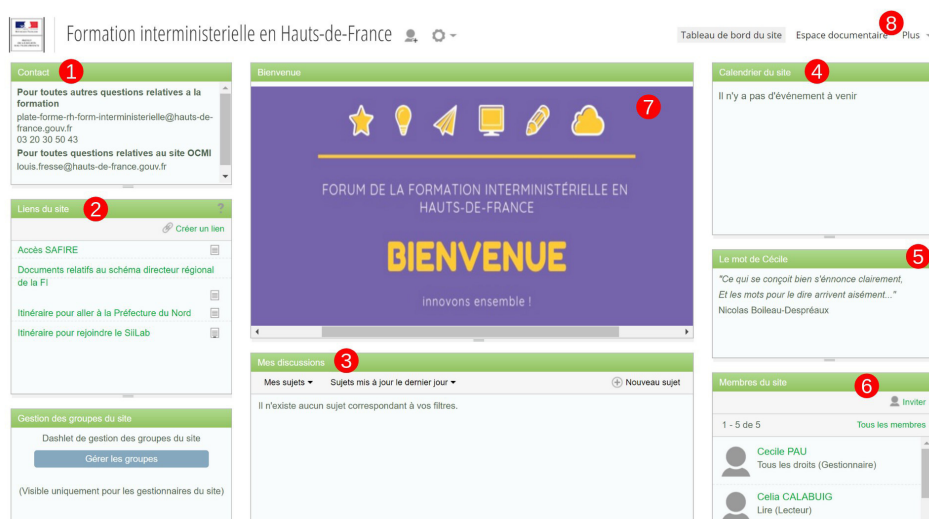 Formation interministerielle en Hauts-de-France
Tableau de bord du site
Espace documentaire
8
Plus
Contact
1
Pour toutes autres questions relatives a la
formation
plate-forme-rh-form-interministerielle@hauts-de-
france.gouv.fr
03 20 30 50 43
Pour toutes questions relatives au site OCMI
louis.fresse@hauts-de-france.gouv.fr
Liens du site
2
?
Créer un lien
Accès SAFIRE
Documents relatifs au schéma directeur régional
de la FI
Itinéraire pour aller à la Préfecture du Nord
Itinéraire pour rejoindre le SiiLab
Gestion des groupes du site
Dashlet de gestion des groupes du site
Gérer les groupes
(Visible uniquement pour les gestionnaires du site)
Bienvenue
7
FORUM DE LA FORMATION INTERMINISTÉRIELLE EN
HAUTS-DE-FRANCE
BIENVENUE
innovons ensemble !
Mes discussions
3
Mes sujets
Sujets mis à jour le dernier jour
Nouveau sujet
Il n'existe aucun sujet correspondant à vos filtres.
Calendrier du site
4
Il n'y a pas d'événement à venir
Le mot de Cécile
5
"Ce qui se conçoit bien s'énnonce clairement,
Et les mots pour le dire arrivent aisément..."
Nicolas Boileau-Despréaux
Membres du site
6
Inviter
1 - 5 de 5
Tous les membres
Cecile PAU
Tous les droits (Gestionnaire)
Celia CALABUIG
Lire (Lecteur)